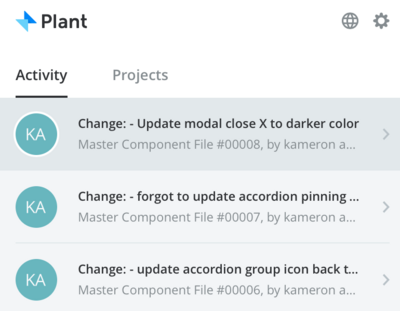 Plant
Activity Projects
KA
Change: - Update modal close X to darker color
Master Component File #00008, by kameron a...
KA
Change: - forgot to update accordion pinning ...
Master Component File #00007, by kameron a...
KA
Change: - update accordion group icon back t...
Master Component File #00006, by kameron a...